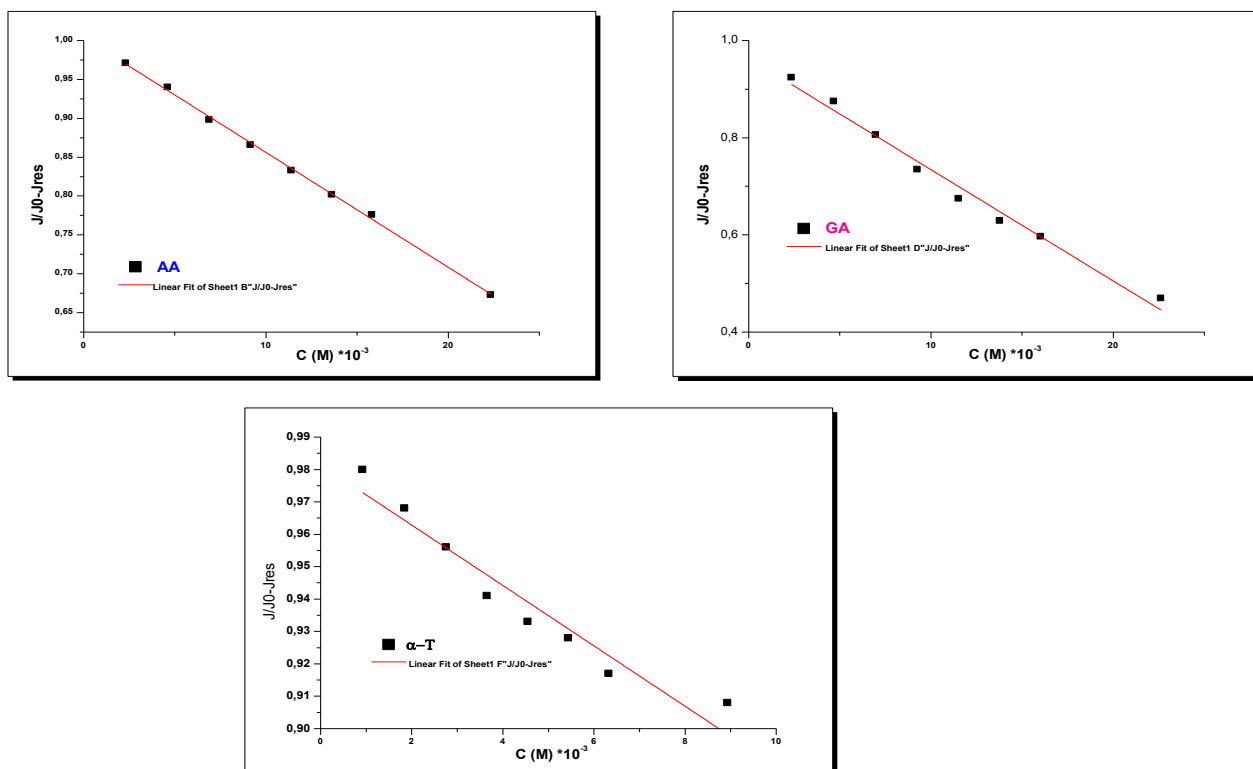 1,00
0,95
0,90
0,85
0,80
0,75
0,70
0,65
J/J0-Jres
AA
Linear Fit of Sheet1 B"J/J0-Jres"
0 10 20
C (M) *10⁻³
1,0
0,8
0,6
0,4
J/J0-Jres
GA
Linear Fit of Sheet1 D"J/J0-Jres"
0 10 20
C (M) *10⁻³
0,99
0,98
0,97
0,96
0,95
0,94
0,93
0,92
0,91
0,90
J/J0-Jres
α–T
Linear Fit of Sheet1 F"J/J0-Jres"
0 2 4 6 8 10
C (M) *10⁻³